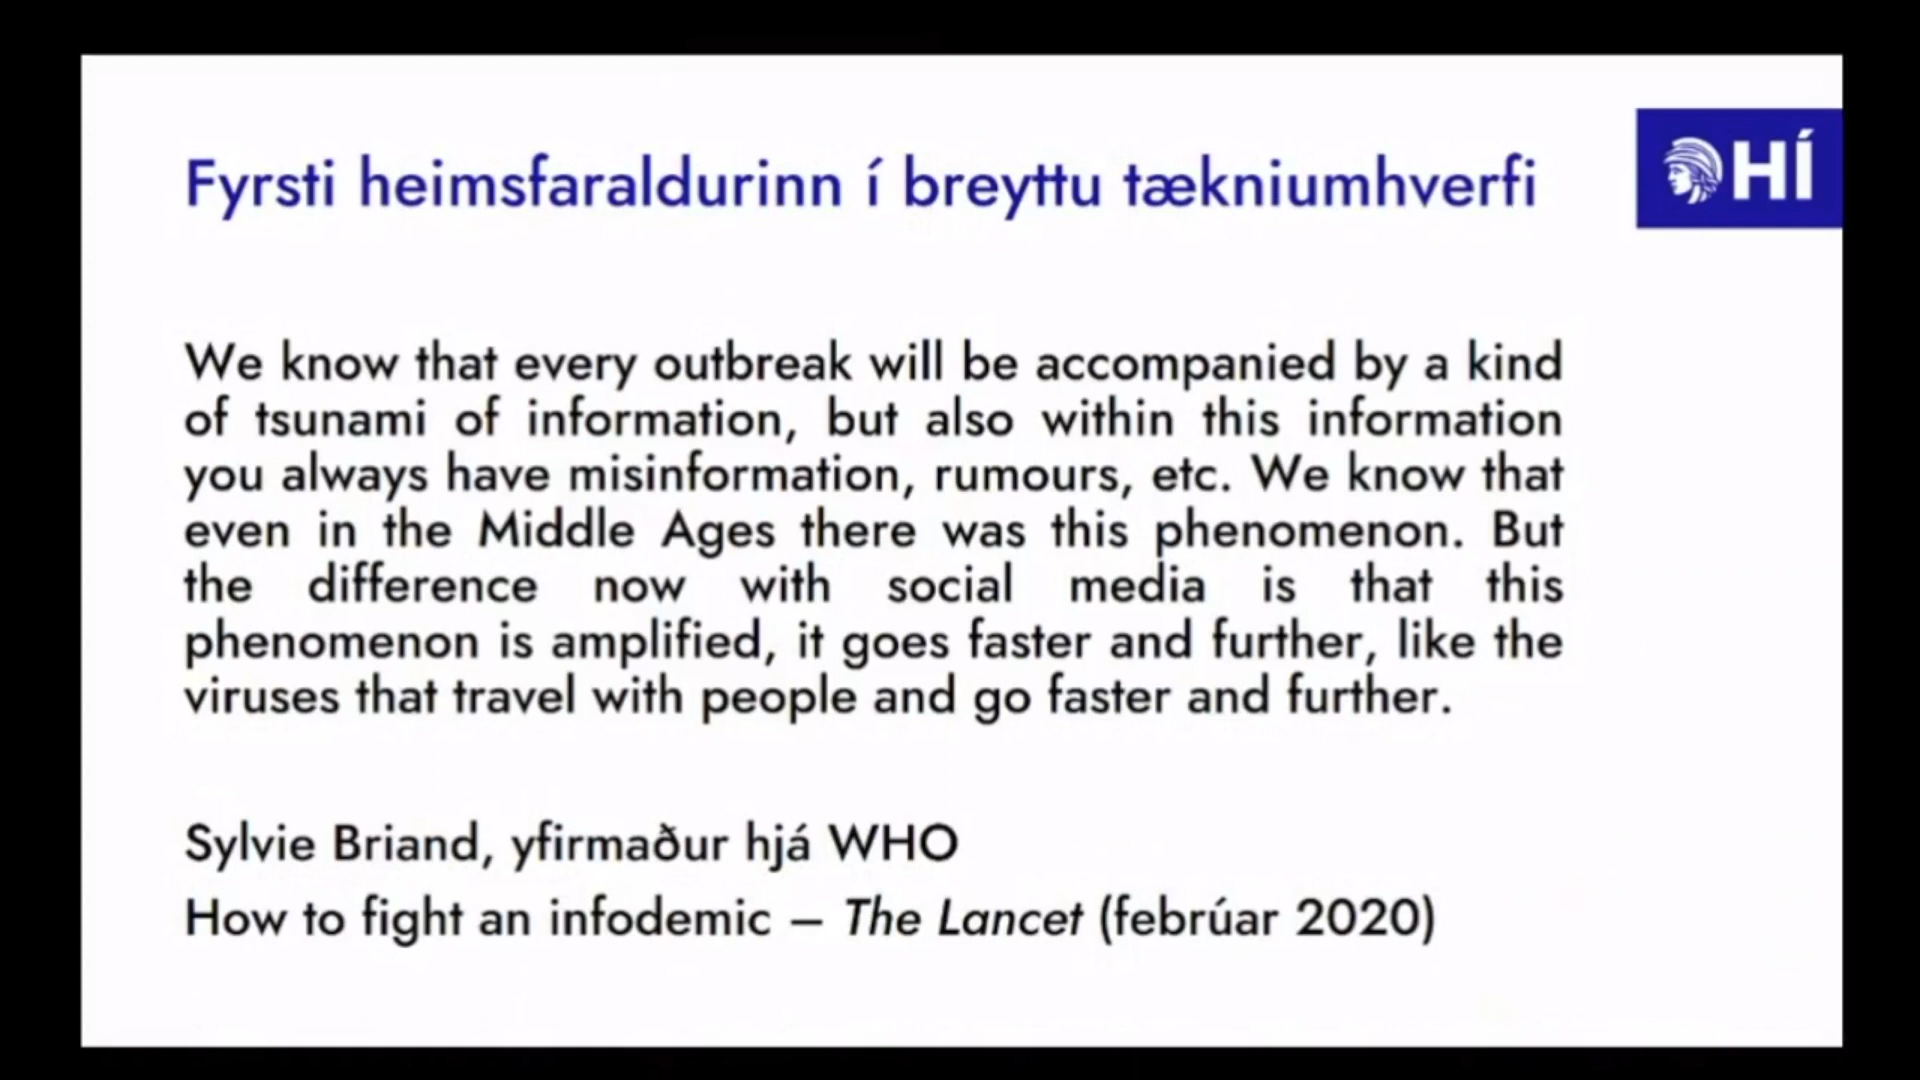 Fyrsti heimsfaraldurinn í breyttu tækniumhverfi
HÍ
We know that every outbreak will be accompanied by a kind
of tsunami of information, but also within this information
you always have misinformation, rumours, etc. We know that
even in the Middle Ages there was this phenomenon. But
the difference now with social media is that this
phenomenon is amplified, it goes faster and further, like the
viruses that travel with people and go faster and further.
Sylvie Briand, yfirmaður hjá WHO
How to fight an infodemic – The Lancet (febrúar 2020)